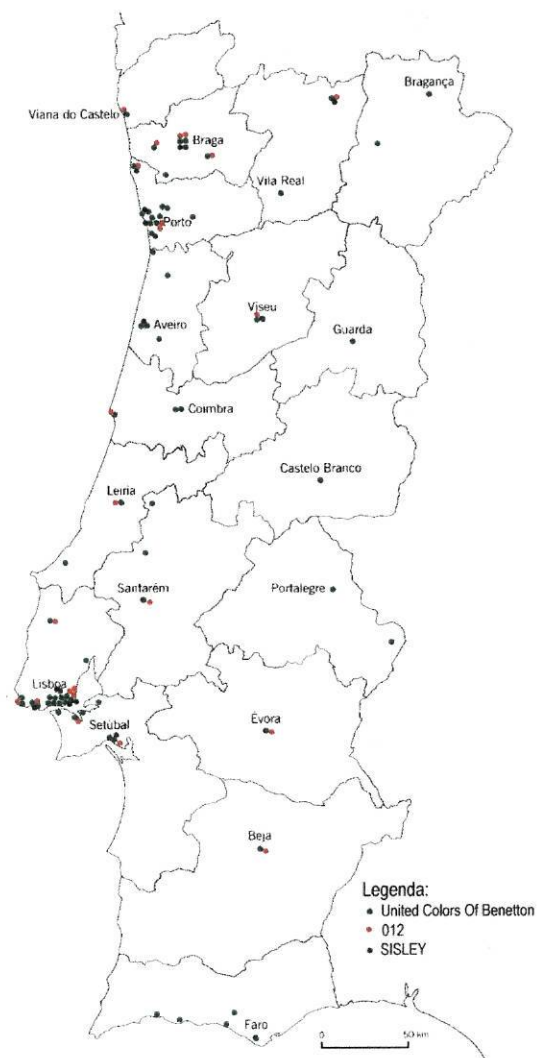 Bragança
Viana do Castelo
Braga
Vila Real
Porto
Aveiro
Viseu
Guarda
Coimbra
Castelo Branco
Leiria
Santarém
Portalegre
Lisboa
Setúbal
Évora
Beja
Legenda:
United Colors Of Benetton
012
SISLEY
Faro
0
50 km